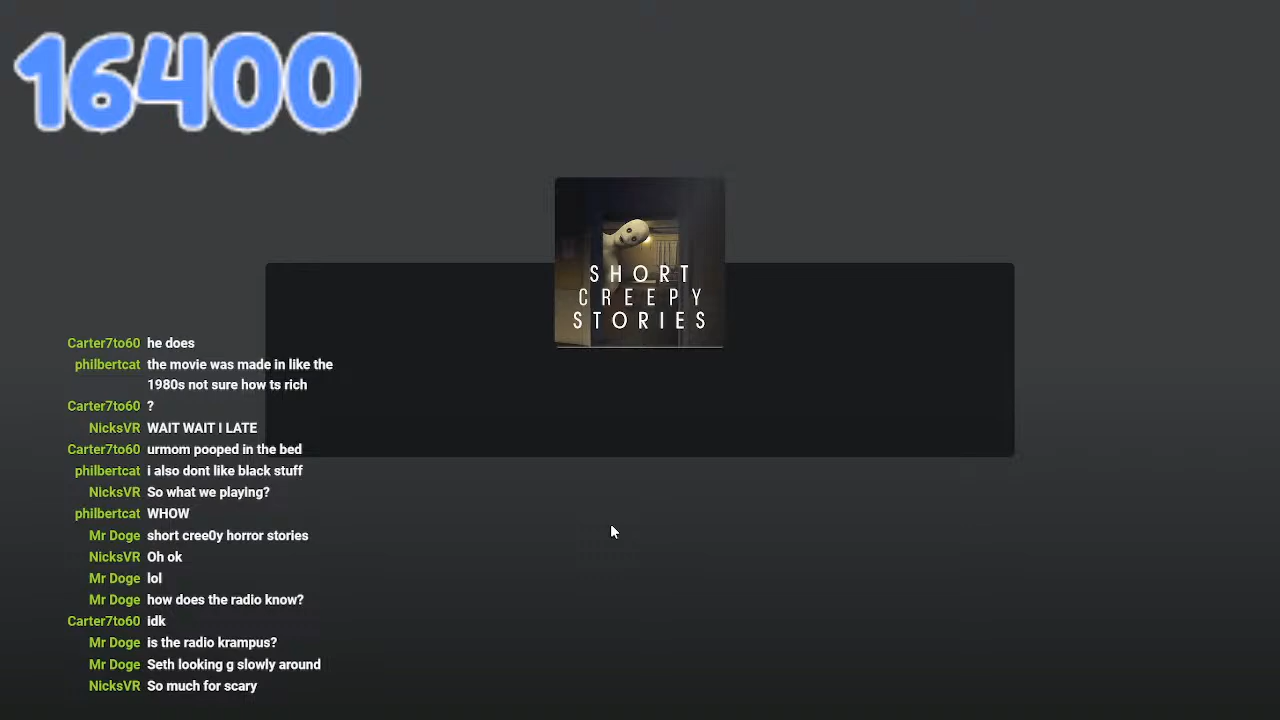 16400
SHORT
CREEPY
STORIES
Carter7to60 he does
philbertcat the movie was made in like the
1980s not sure how ts rich
Carter7to60 ?
NicksVR WAIT WAIT I LATE
Carter7to60 urmom pooped in the bed
philbertcat i also dont like black stuff
NicksVR So what we playing?
philbertcat WHOW
Mr Doge short cree0y horror stories
NicksVR Oh ok
Mr Doge lol
Mr Doge how does the radio know?
Carter7to60 idk
Mr Doge is the radio krampus?
Mr Doge Seth looking g slowly around
NicksVR So much for scary